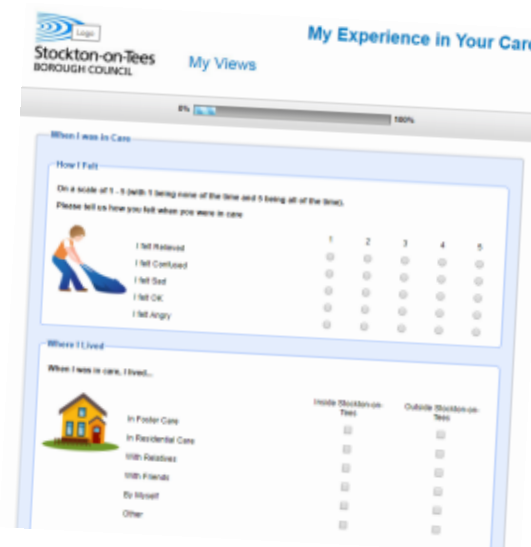 Logo
Stockton-on-Tees
BOROUGH COUNCIL
My Views
My Experience in Your Care
0%
100%
When I was In Care
How I Felt
On a scale of 1 - 5 (with 1 being none of the time and 5 being all of the time).
Please tell us how you felt when you were in care
1 2 3 4 5
I felt Relieved
I felt Confused
I felt Sad
I felt OK
I felt Angry
Where I Lived
When I was in care, I lived...
Inside Stockton-on-Tees
Outside Stockton-on-Tees
In Foster Care
In Residential Care
With Relatives
With Friends
By Myself
Other